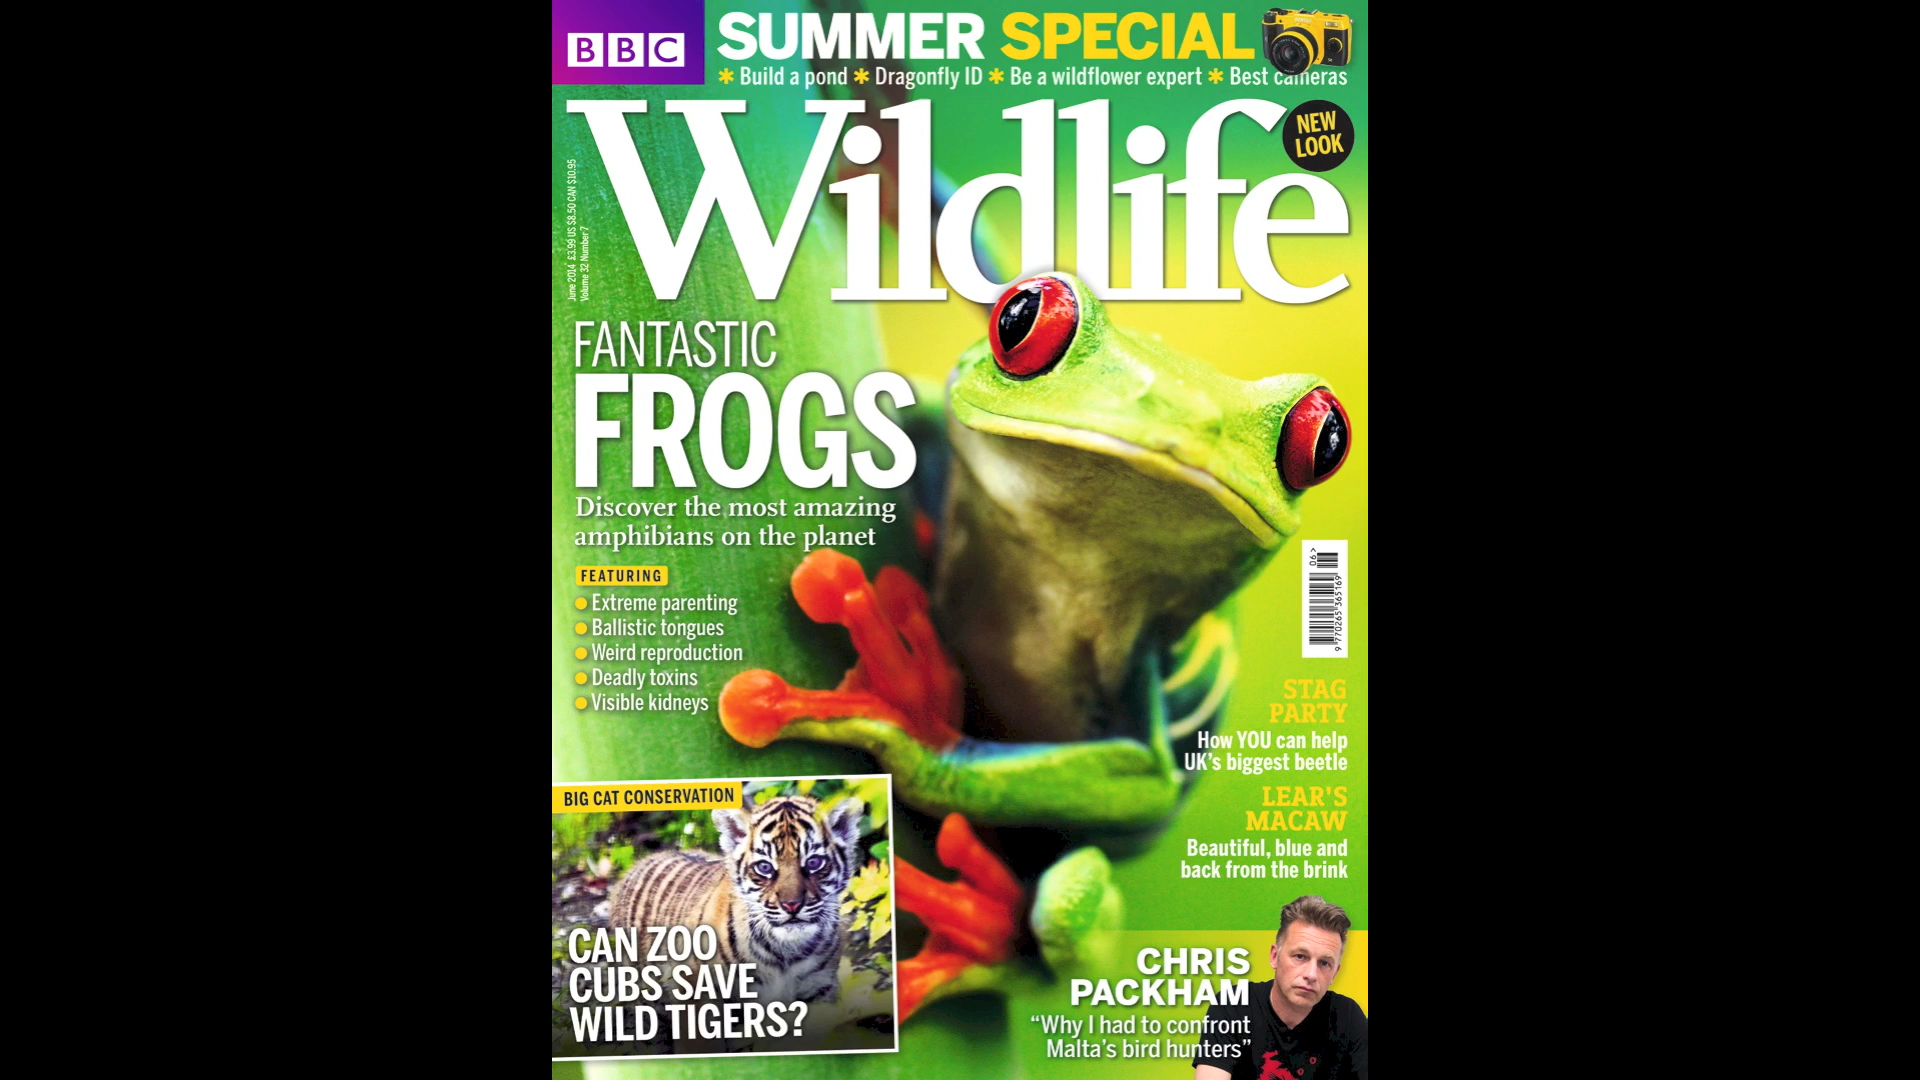 BBC
SUMMER SPECIAL
* Build a pond * Dragonfly ID * Be a wildflower expert * Best cameras
Wildlife
NEW
LOOK
June 2014 £3.99 US $8.50 CAN $10.95
Volume 32 Number 7
FANTASTIC
FROGS
Discover the most amazing
amphibians on the planet
FEATURING
● Extreme parenting
● Ballistic tongues
● Weird reproduction
● Deadly toxins
● Visible kidneys
06>
9 770265 365169
STAG
PARTY
How YOU can help
UK's biggest beetle
LEAR'S
MACAW
Beautiful, blue and
back from the brink
BIG CAT CONSERVATION
CAN ZOO
CUBS SAVE
WILD TIGERS?
CHRIS
PACKHAM
“Why I had to confront
Malta's bird hunters”